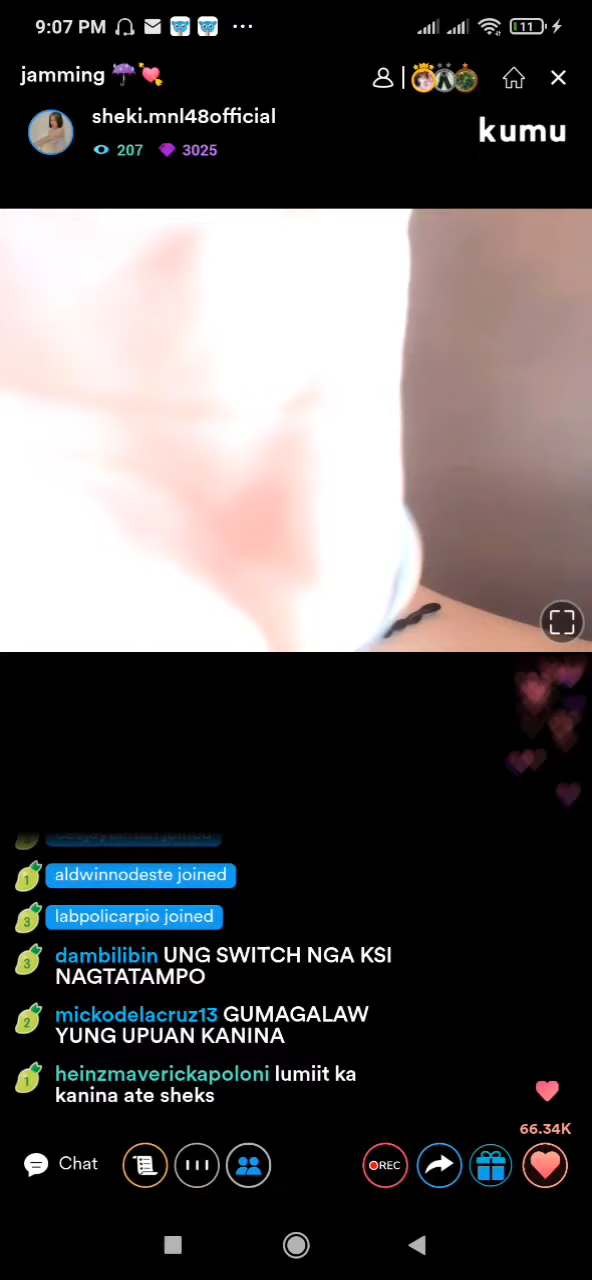 9:07 PM
11
jamming
sheki.mnl48official
207 3025
kumu
aldwinnodeste joined
labpolicarpio joined
dambilibin UNG SWITCH NGA KSI
NAGTATAMPO
mickodelacruz13 GUMAGALAW
YUNG UPUAN KANINA
heinzmaverickapoloni lumiit ka
kanina ate sheks
66.34K
Chat
REC